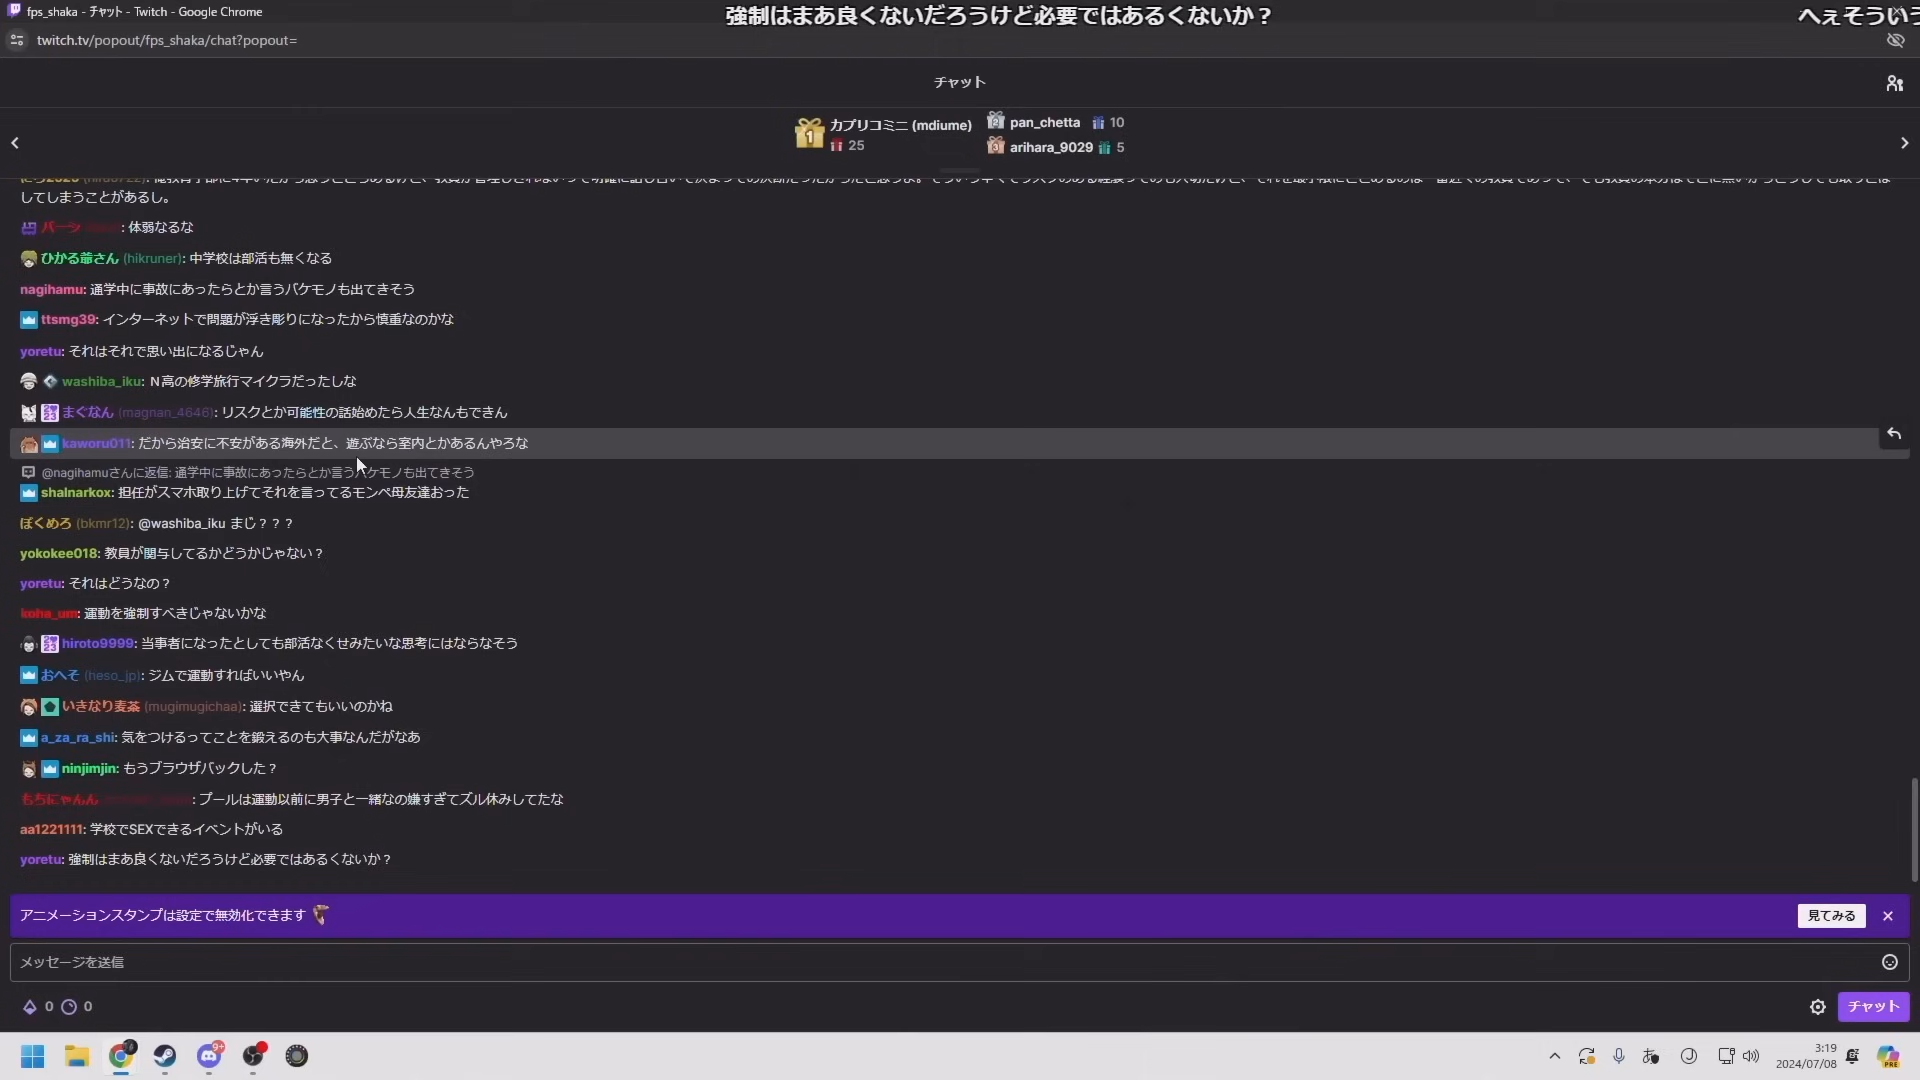 fps_shaka - チャット - Twitch - Google Chrome
強制はまあ良くないだろうけど必要ではあるくないか？
へぇそういう
twitch.tv/popout/fps_shaka/chat?popout=
チャット
1 カプリコミニ (mdiume)
25
2 pan_chetta 10
3 arihara_9029 5
してしまうことがあるし。
バーシ : 体弱なるな
ひかる爺さん (hikruner): 中学校は部活も無くなる
nagihamu: 通学中に事故にあったらとか言うバケモノも出てきそう
ttsmg39: インターネットで問題が浮き彫りになったから慎重なのかな
yoretu: それはそれで思い出になるじゃん
washiba_iku: N高の修学旅行マイクラだったしな
まぐなん (magnan_4646): リスクとか可能性の話始めたら人生なんもできん
kaworu011: だから治安に不安がある海外だと、遊ぶなら室内とかあるんやろな
@nagihamuさんに返信: 通学中に事故にあったらとか言うバケモノも出てきそう
shalnarkox: 担任がスマホ取り上げてそれを言ってるモンペ母友達おった
ぼくめろ (bkmr12): @washiba_iku まじ？？？
yokokee018: 教員が関与してるかどうかじゃない？
yoretu: それはどうなの？
koha_um: 運動を強制すべきじゃないかな
hiroto9999: 当事者になったとしても部活なくせみたいな思考にはならなそう
おへそ (heso_jp): ジムで運動すればいいやん
いきなり麦茶 (mugimugichaa): 選択できてもいいのかね
a_za_ra_shi: 気をつけるってことを鍛えるのも大事なんだがなあ
ninjimjin: もうブラウザバックした？
もちにゃんん : プールは運動以前に男子と一緒なの嫌すぎてズル休みしてたな
aa1221111: 学校でSEXできるイベントがいる
yoretu: 強制はまあ良くないだろうけど必要ではあるくないか？
アニメーションスタンプは設定で無効化できます
見てみる
メッセージを送信
0 0
チャット
9+
あ
3:19
2024/07/08
PRE